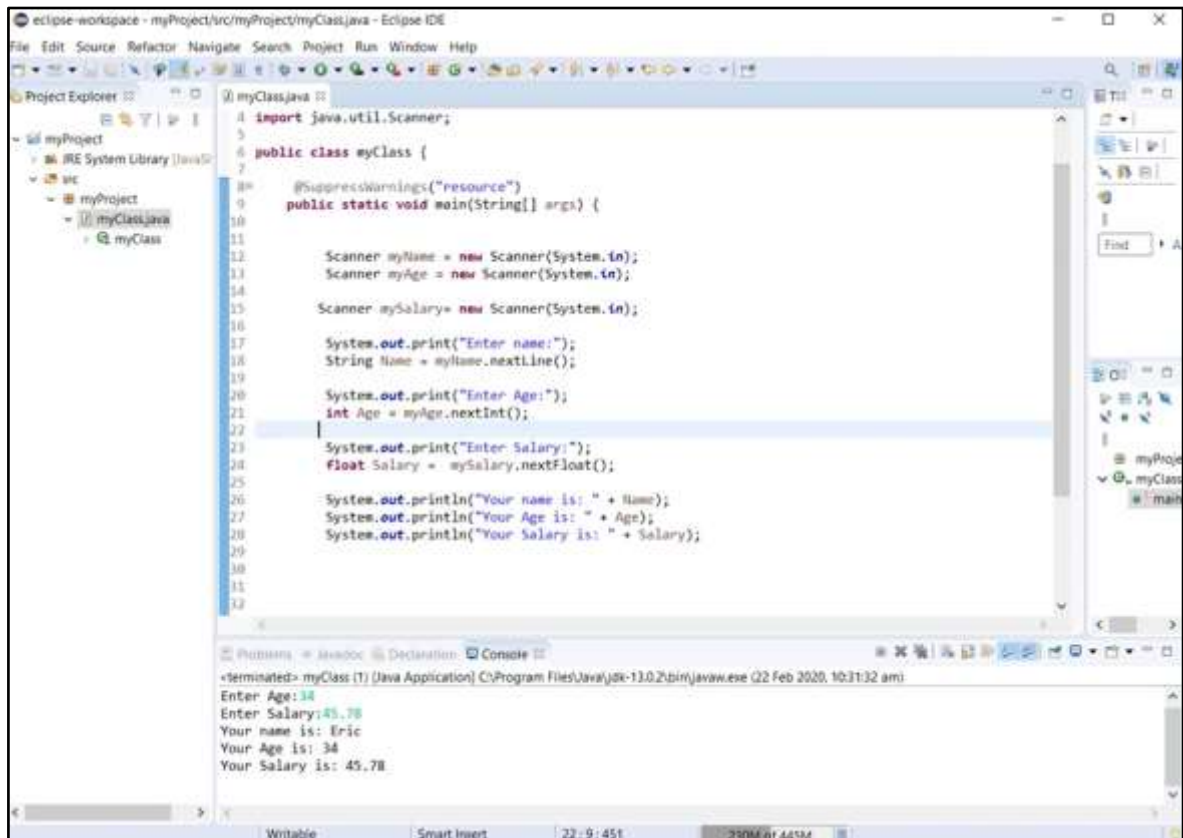 eclipse-workspace - myProject/src/myProject/myClass.java - Eclipse IDE
File Edit Source Refactor Navigate Search Project Run Window Help
Project Explorer
myClass.java
myProject
JRE System Library
src
myProject
myClass.java
myClass
4 import java.util.Scanner;
5
6 public class myClass {
7
8 @SuppressWarnings("resource")
9 public static void main(String[] args) {
10
11
12 Scanner myName = new Scanner(System.in);
13 Scanner myAge = new Scanner(System.in);
14
15 Scanner mySalary= new Scanner(System.in);
16
17 System.out.print("Enter name:");
18 String Name = myName.nextLine();
19
20 System.out.print("Enter Age:");
21 int Age = myAge.nextInt();
22
23 System.out.print("Enter Salary:");
24 float Salary = mySalary.nextFloat();
25
26 System.out.println("Your name is: " + Name);
27 System.out.println("Your Age is: " + Age);
28 System.out.println("Your Salary is: " + Salary);
29
30
31
32
Find
myProje
myClass
main
Problems Javadoc Declaration Console
<terminated> myClass (1) [Java Application] C:\Program Files\Java\jdk-13.0.2\bin\javaw.exe (22 Feb 2020, 10:31:32 am)
Enter Age:34
Enter Salary:45.78
Your name is: Eric
Your Age is: 34
Your Salary is: 45.78
Writable Smart Insert 22 : 9 : 451 230M of 445M